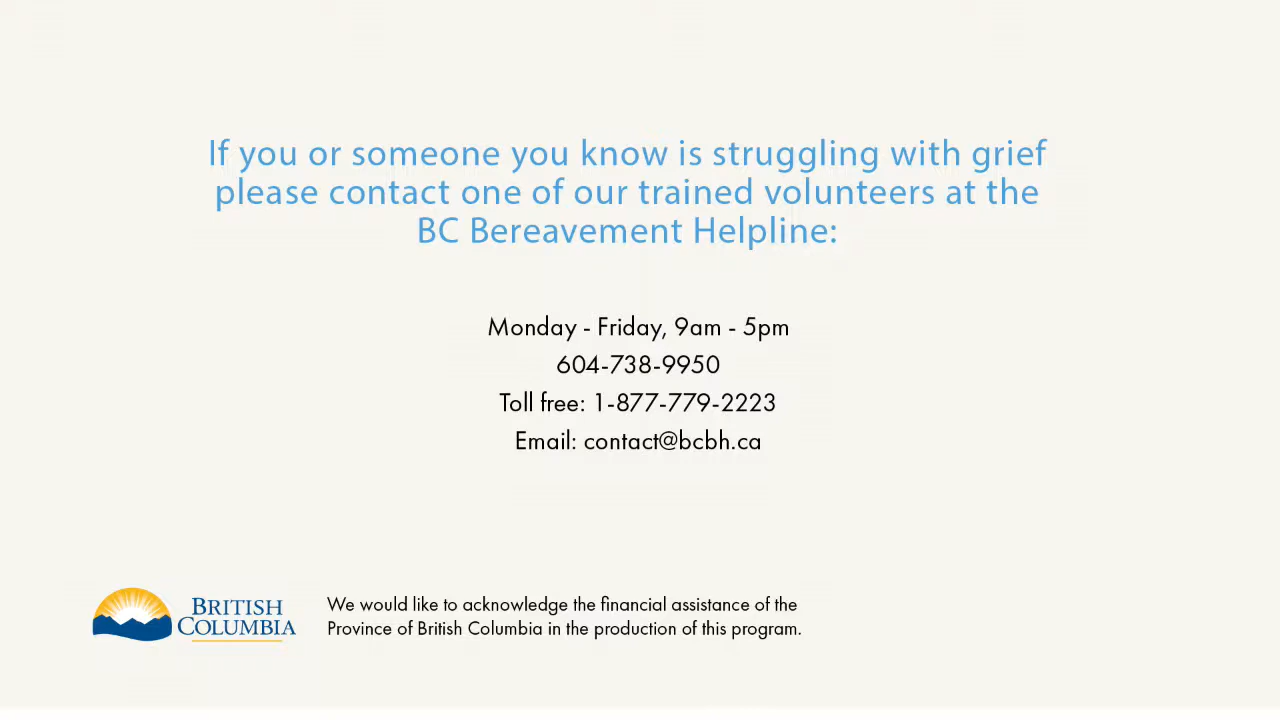 If you or someone you know is struggling with grief
please contact one of our trained volunteers at the
BC Bereavement Helpline:
Monday - Friday, 9am - 5pm
604-738-9950
Toll free: 1-877-779-2223
Email: contact@bcbh.ca
BRITISH
COLUMBIA
We would like to acknowledge the financial assistance of the
Province of British Columbia in the production of this program.